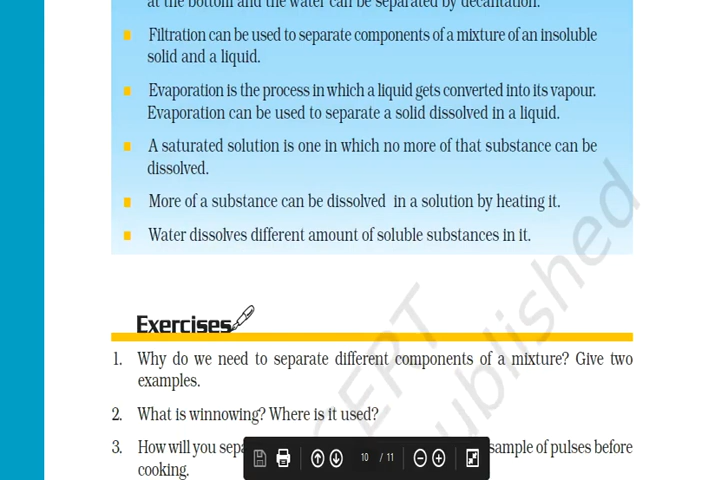 at the bottom and the water can be separated by decantation.
Filtration can be used to separate components of a mixture of an insoluble
solid and a liquid.
Evaporation is the process in which a liquid gets converted into its vapour.
Evaporation can be used to separate a solid dissolved in a liquid.
A saturated solution is one in which no more of that substance can be
dissolved.
More of a substance can be dissolved in a solution by heating it.
Water dissolves different amount of soluble substances in it.
Exercises
1. Why do we need to separate different components of a mixture? Give two
examples.
2. What is winnowing? Where is it used?
3. How will you sepa sample of pulses before
cooking.
10 / 11